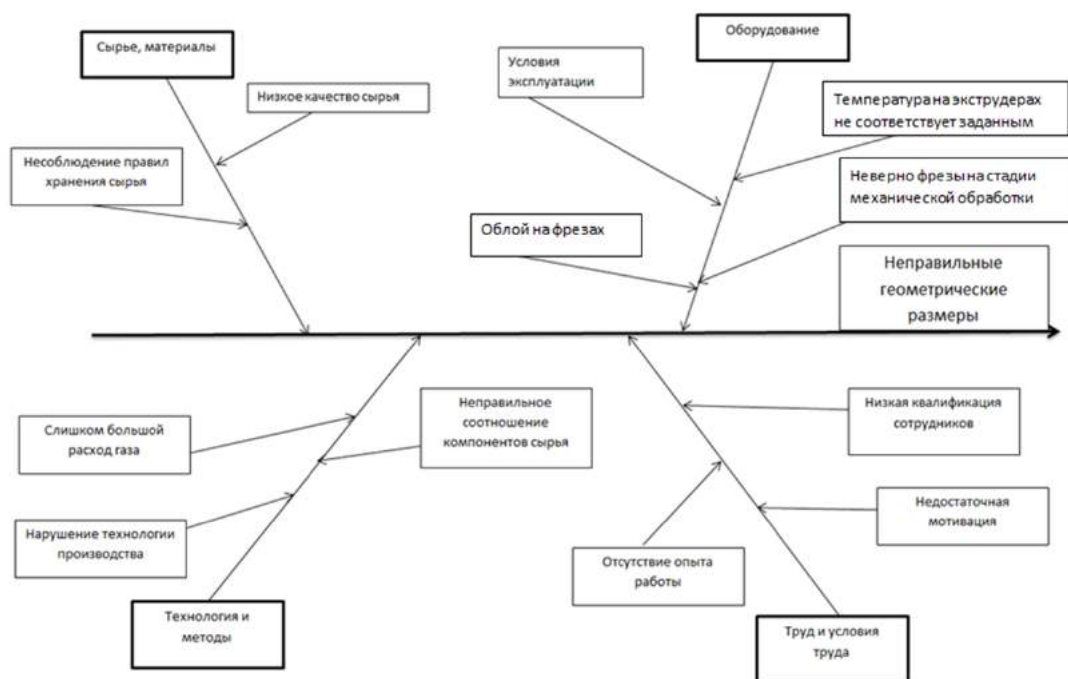 Сырье, материалы
Оборудование
Условия
эксплуатации
Низкое качество сырья
Температура на экструдерах
не соответствует заданным
Несоблюдение правил
хранения сырья
Неверно фрезы на стадии
механической обработки
Облой на фрезах
Неправильные
геометрические
размеры
Неправильное
соотношение
компонентов сырья
Низкая квалификация
сотрудников
Слишком большой
расход газа
Недостаточная
мотивация
Нарушение технологии
производства
Отсутствие опыта
работы
Технология и
методы
Труд и условия
труда